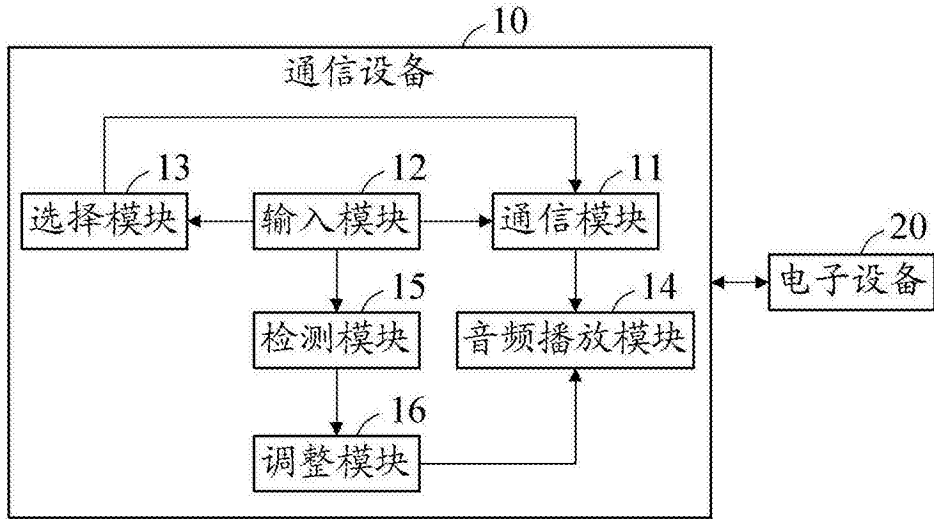 10
通信设备
13
12
11
选择模块
输入模块
通信模块
20
电子设备
15
14
检测模块
音频播放模块
16
调整模块